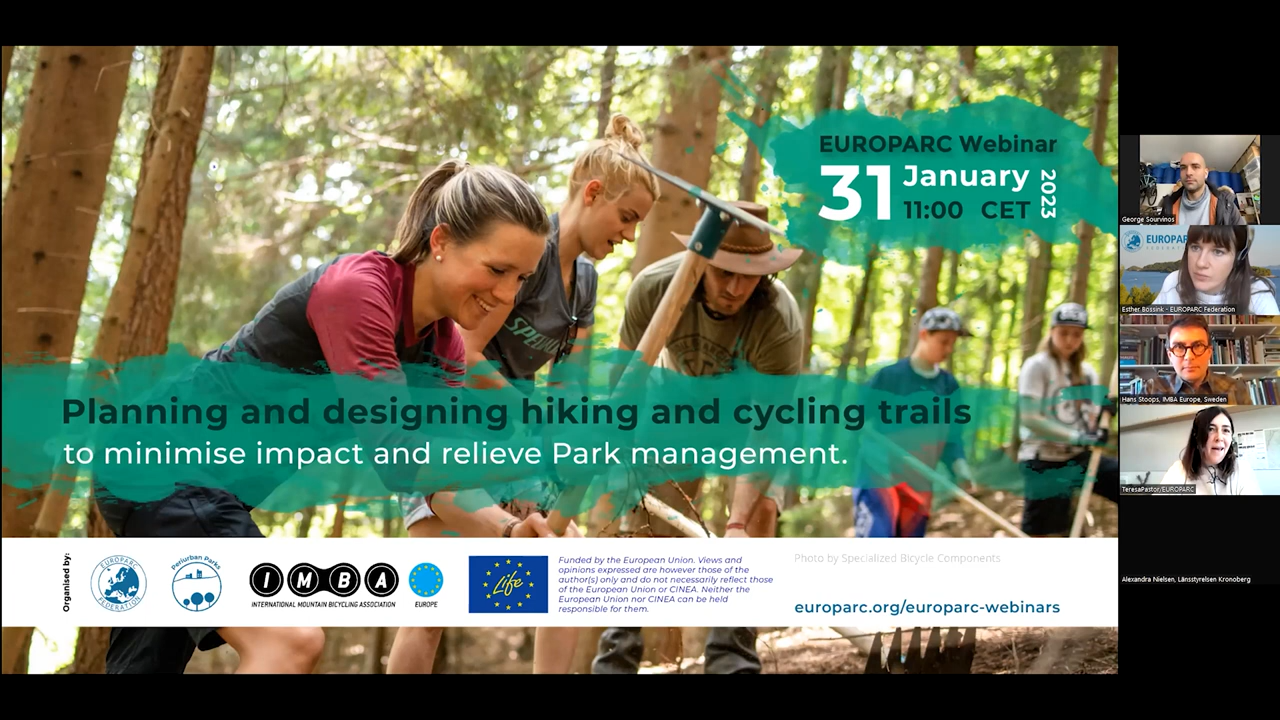 EUROPARC Webinar
31 January 2023
11:00 CET
SPECIALIZED
Planning and designing hiking and cycling trails
to minimise impact and relieve Park management.
Organised by:
EUROPARC
FEDERATION
Periurban Parks
IMBA
INTERNATIONAL MOUNTAIN BICYCLING ASSOCIATION
EUROPE
Life
Funded by the European Union. Views and
opinions expressed are however those of the
author(s) only and do not necessarily reflect those
of the European Union or CINEA. Neither the
European Union nor CINEA can be held
responsible for them.
Photo by Specialized Bicycle Components
europarc.org/europarc-webinars
George Sourvinos
EUROPARC
Esther Bossink - EUROPARC Federation
Hans Stoops, IMBA Europe, Sweden
TeresaPastor/EUROPARC
Alexandra Nielsen, Länsstyrelsen Kronoberg